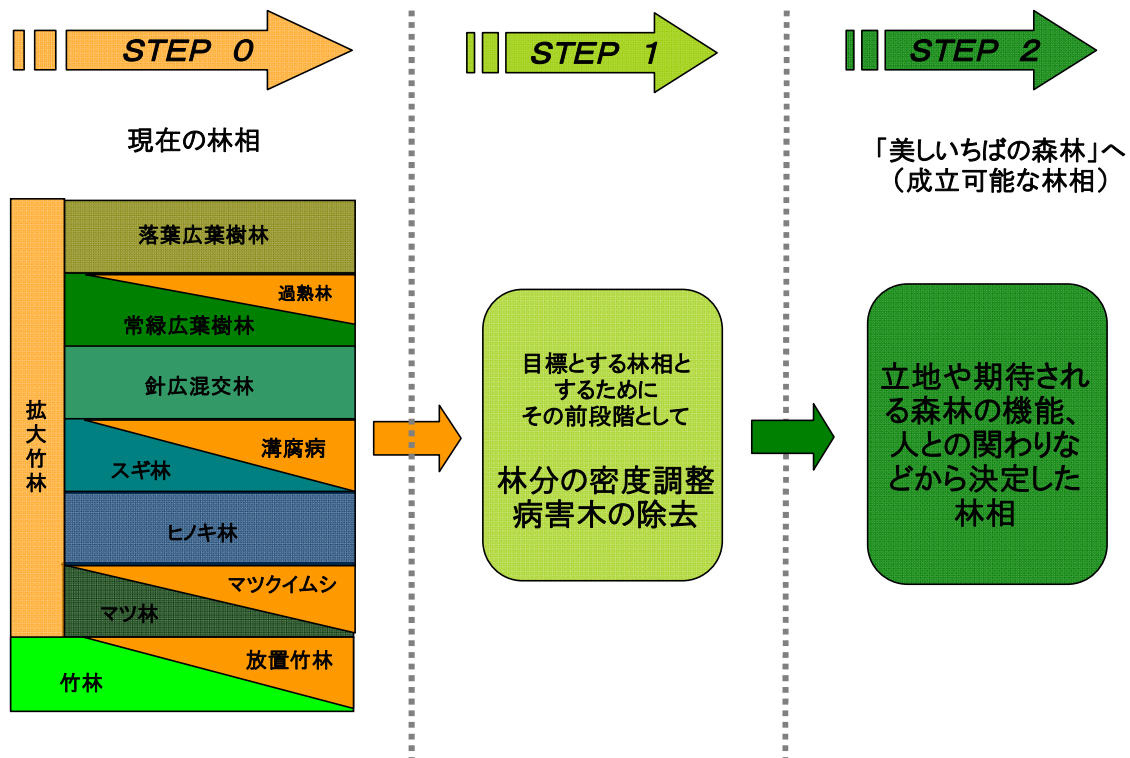 STEP 0
STEP 1
STEP 2
現在の林相
「美しいちばの森林」へ
（成立可能な林相）
拡大竹林
落葉広葉樹林
過熟林
常緑広葉樹林
針広混交林
溝腐病
スギ林
ヒノキ林
マツクイムシ
マツ林
放置竹林
竹林
目標とする林相と
するために
その前段階として
林分の密度調整
病害木の除去
立地や期待され
る森林の機能、
人との関わりな
どから決定した
林相